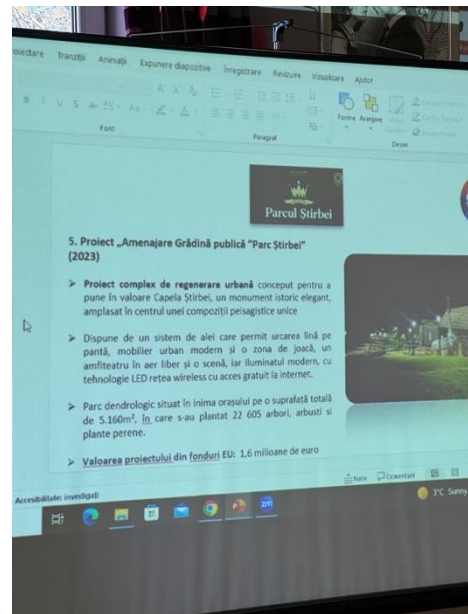 oiectare Tranziții Animații Expunere diapozitive Înregistrare Revizuire Vizualizare Ajutor
B I U S
Aa
Font
Paragraf
Forme Aranjare
Desen
Parcul Știrbei
5. Proiect „Amenajare Grădină publică "Parc Știrbei"
(2023)
➢ Proiect complex de regenerare urbană conceput pentru a
pune în valoare Capela Știrbei, un monument istoric elegant,
amplasat în centrul unei compoziții peisagistice unice
➢ Dispune de un sistem de alei care permit urcarea lină pe
pantă, mobilier urban modern și o zona de joacă, un
amfiteatru în aer liber și o scenă, iar iluminatul modern, cu
tehnologie LED rețea wireless cu acces gratuit la internet.
➢ Parc dendrologic situat în inima orașului pe o suprafață totală
de 5.160m², în care s-au plantat 22 605 arbori, arbusti si
plante perene.
➢ Valoarea proiectului din fonduri EU: 1,6 milioane de euro
Accesibilitate: investigați
Note Comentarii
zm
3°C Sunny